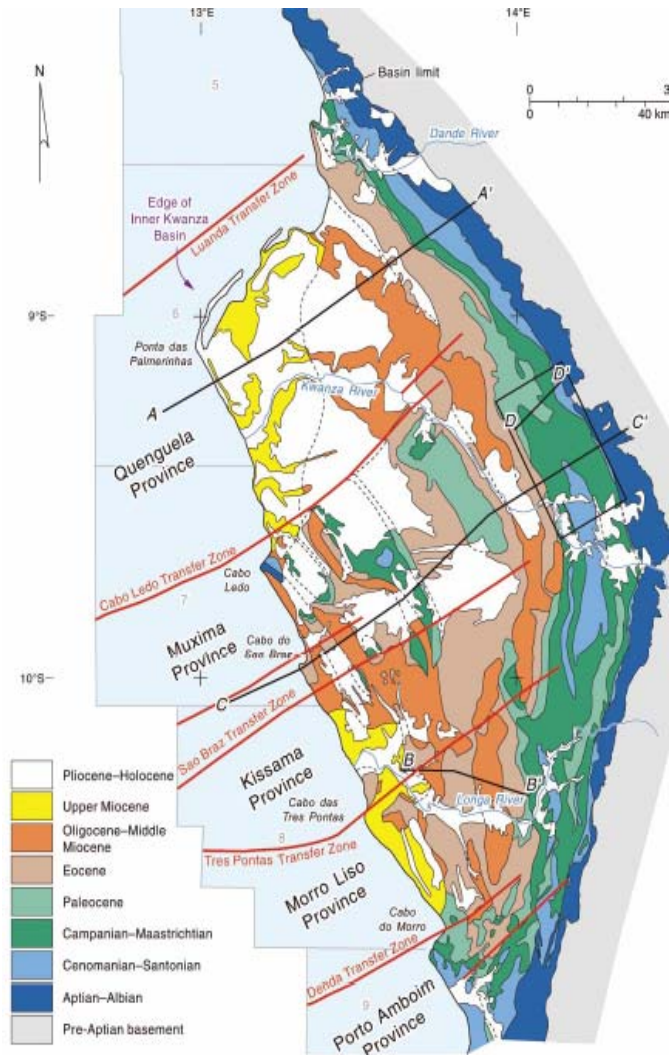 13°E
14°E
N
5
Basin limit
3
0
0
40 km
Dande River
Edge of
Inner Kwanza
Basin
Luanda Transfer Zone
A'
9°S
6
Ponta das
Palmerinhas
A
Kwanza River
D'
D
C'
Quenguela
Province
Cabo Ledo Transfer Zone
7
Cabo
Ledo
Muxima
Province
Cabo do
Sao Braz
10°S
C
Sao Braz Transfer Zone
Kissama
Province
B
B'
Longa River
Cabo das
Tres Pontas
8
Tres Pontas Transfer Zone
Morro Liso
Province
Cabo
do Morro
Denda Transfer Zone
9
Porto Amboim
Province
Pliocene–Holocene
Upper Miocene
Oligocene–Middle
Miocene
Eocene
Paleocene
Campanian–Maastrichtian
Cenomanian–Santonian
Aptian–Albian
Pre-Aptian basement